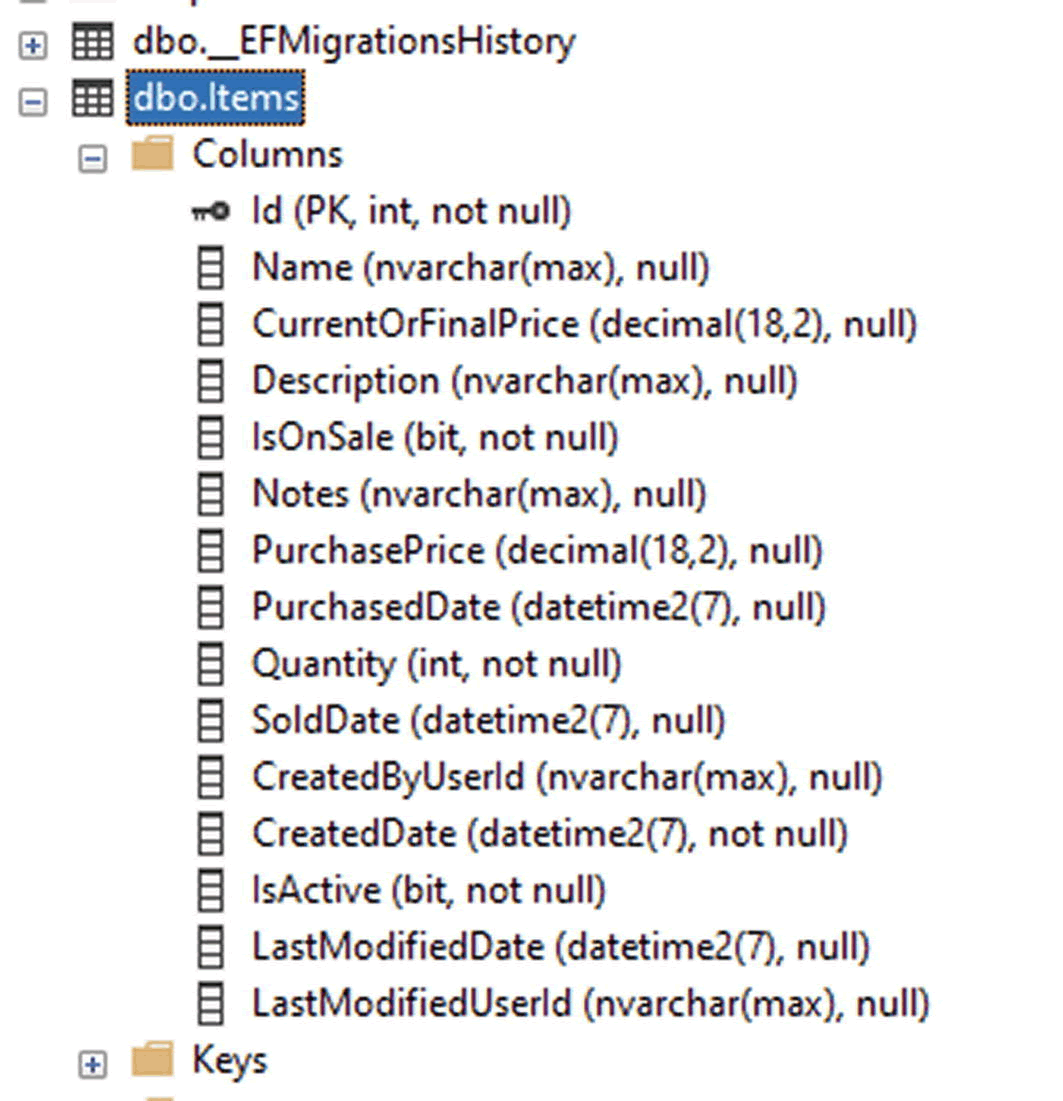 dbo.__EFMigrationsHistory
dbo.Items
Columns
Id (PK, int, not null)
Name (nvarchar(max), null)
CurrentOrFinalPrice (decimal(18,2), null)
Description (nvarchar(max), null)
IsOnSale (bit, not null)
Notes (nvarchar(max), null)
PurchasePrice (decimal(18,2), null)
PurchasedDate (datetime2(7), null)
Quantity (int, not null)
SoldDate (datetime2(7), null)
CreatedByUserId (nvarchar(max), null)
CreatedDate (datetime2(7), not null)
IsActive (bit, not null)
LastModifiedDate (datetime2(7), null)
LastModifiedUserId (nvarchar(max), null)
Keys